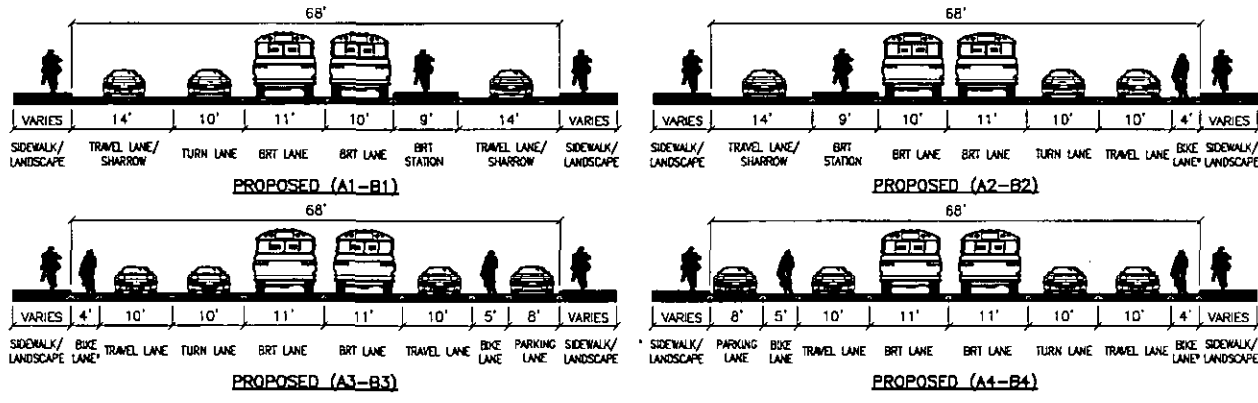 68'
VARIES 14' 10' 11' 10' 9' 14' VARIES
SIDEWALK/ LANDSCAPE TRAVEL LANE/ SHARROW TURN LANE BRT LANE BRT LANE BRT STATION TRAVEL LANE/ SHARROW SIDEWALK/ LANDSCAPE
PROPOSED (A1-B1)
68'
VARIES 14' 9' 10' 11' 10' 10' 4' VARIES
SIDEWALK/ LANDSCAPE TRAVEL LANE/ SHARROW BRT STATION BRT LANE BRT LANE TURN LANE TRAVEL LANE BIKE LANE* SIDEWALK/ LANDSCAPE
PROPOSED (A2-B2)
68'
VARIES 4' 10' 10' 11' 11' 10' 5' 8' VARIES
SIDEWALK/ LANDSCAPE BIKE LANE* TRAVEL LANE TURN LANE BRT LANE BRT LANE TRAVEL LANE BIKE LANE PARKING LANE SIDEWALK/ LANDSCAPE
PROPOSED (A3-B3)
68'
VARIES 8' 5' 10' 11' 11' 10' 10' 4' VARIES
SIDEWALK/ LANDSCAPE PARKING LANE BIKE LANE TRAVEL LANE BRT LANE BRT LANE TURN LANE TRAVEL LANE BIKE LANE* SIDEWALK/ LANDSCAPE
PROPOSED (A4-B4)